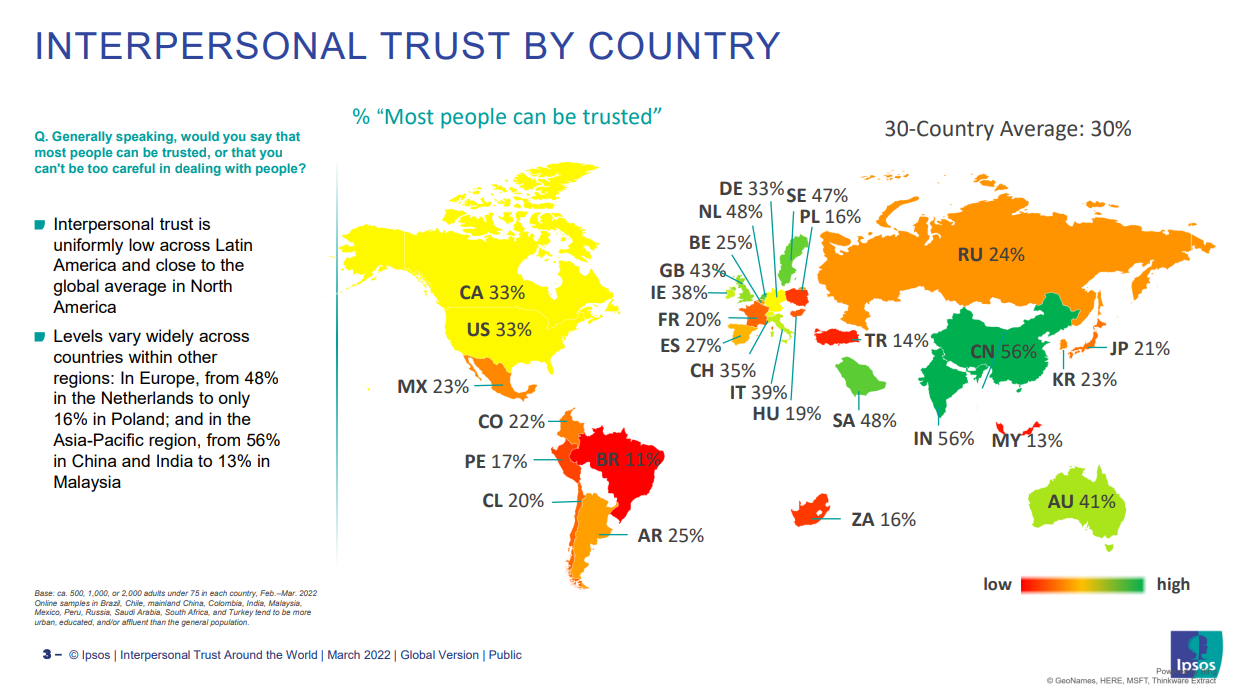 INTERPERSONAL TRUST BY COUNTRY
% “Most people can be trusted”
30-Country Average: 30%
Q. Generally speaking, would you say that
most people can be trusted, or that you
can't be too careful in dealing with people?
Interpersonal trust is
uniformly low across Latin
America and close to the
global average in North
America
Levels vary widely across
countries within other
regions: In Europe, from 48%
in the Netherlands to only
16% in Poland; and in the
Asia-Pacific region, from 56%
in China and India to 13% in
Malaysia
CA 33%
US 33%
MX 23%
CO 22%
PE 17%
BR 11%
CL 20%
AR 25%
DE 33%
SE 47%
NL 48%
PL 16%
BE 25%
GB 43%
IE 38%
FR 20%
ES 27%
CH 35%
IT 39%
HU 19%
RU 24%
TR 14%
CN 56%
JP 21%
KR 23%
SA 48%
IN 56%
MY 13%
ZA 16%
AU 41%
low
high
Base: ca. 500, 1,000, or 2,000 adults under 75 in each country, Feb.–Mar. 2022
Online samples in Brazil, Chile, mainland China, Colombia, India, Malaysia,
Mexico, Peru, Russia, Saudi Arabia, South Africa, and Turkey tend to be more
urban, educated, and/or affluent than the general population.
3 – © Ipsos | Interpersonal Trust Around the World | March 2022 | Global Version | Public
Ipsos
© GeoNames, HERE, MSFT, Thinkware Extract